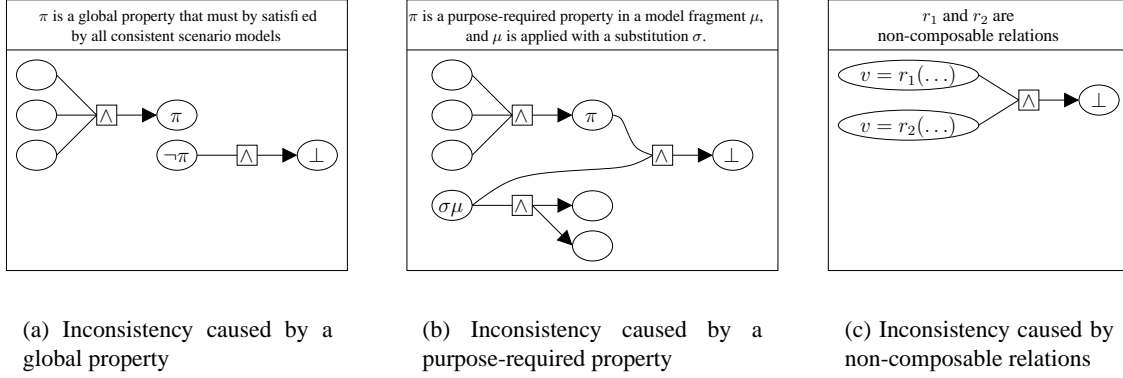 π is a global property that must by satisfied
by all consistent scenario models
∧
π
¬π
∧
⊥
(a) Inconsistency caused by a
global property
π is a purpose-required property in a model fragment μ,
and μ is applied with a substitution σ.
∧
π
∧
⊥
σμ
∧
(b) Inconsistency caused by a
purpose-required property
r₁ and r₂ are
non-composable relations
v = r₁(...)
∧
⊥
v = r₂(...)
(c) Inconsistency caused by
non-composable relations